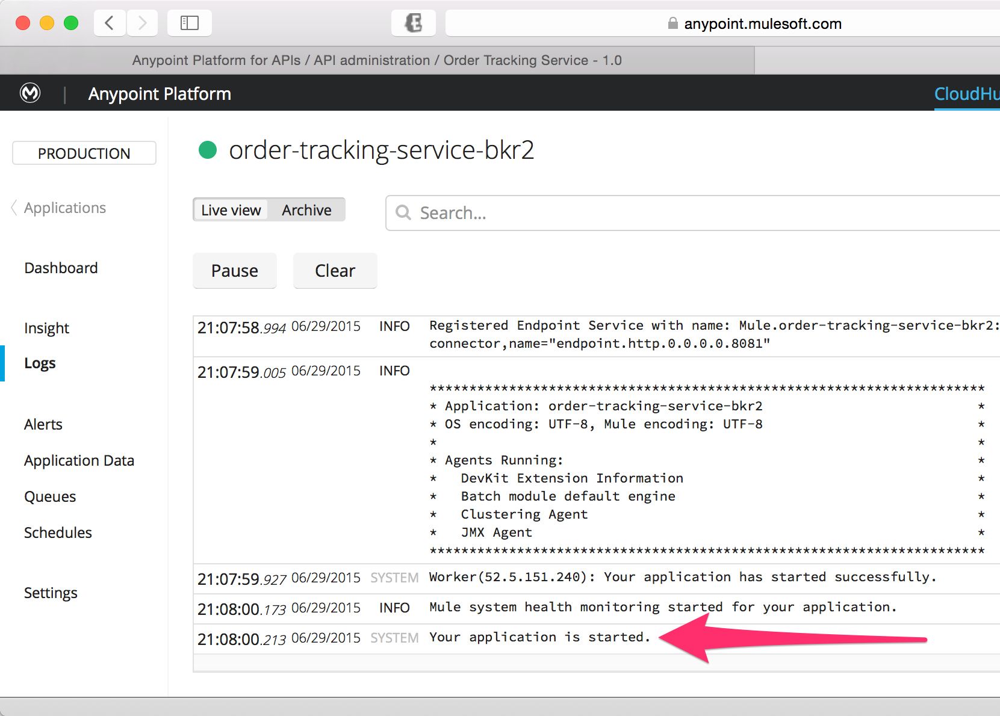 anypoint.mulesoft.com
Anypoint Platform for APIs / API administration / Order Tracking Service - 1.0
Anypoint Platform
CloudHu
PRODUCTION
order-tracking-service-bkr2
Applications
Live view
Archive
Search...
Dashboard
Pause
Clear
Insight
Logs
Alerts
Application Data
Queues
Schedules
Settings
21:07:58.994 06/29/2015 INFO Registered Endpoint Service with name: Mule.order-tracking-service-bkr2:
connector,name="endpoint.http.0.0.0.0.8081"
21:07:59.005 06/29/2015 INFO
**********************************************************************
* Application: order-tracking-service-bkr2 *
* OS encoding: UTF-8, Mule encoding: UTF-8 *
* *
* Agents Running: *
* DevKit Extension Information *
* Batch module default engine *
* Clustering Agent *
* JMX Agent *
**********************************************************************
21:07:59.927 06/29/2015 SYSTEM Worker(52.5.151.240): Your application has started successfully.
21:08:00.173 06/29/2015 INFO Mule system health monitoring started for your application.
21:08:00.213 06/29/2015 SYSTEM Your application is started.